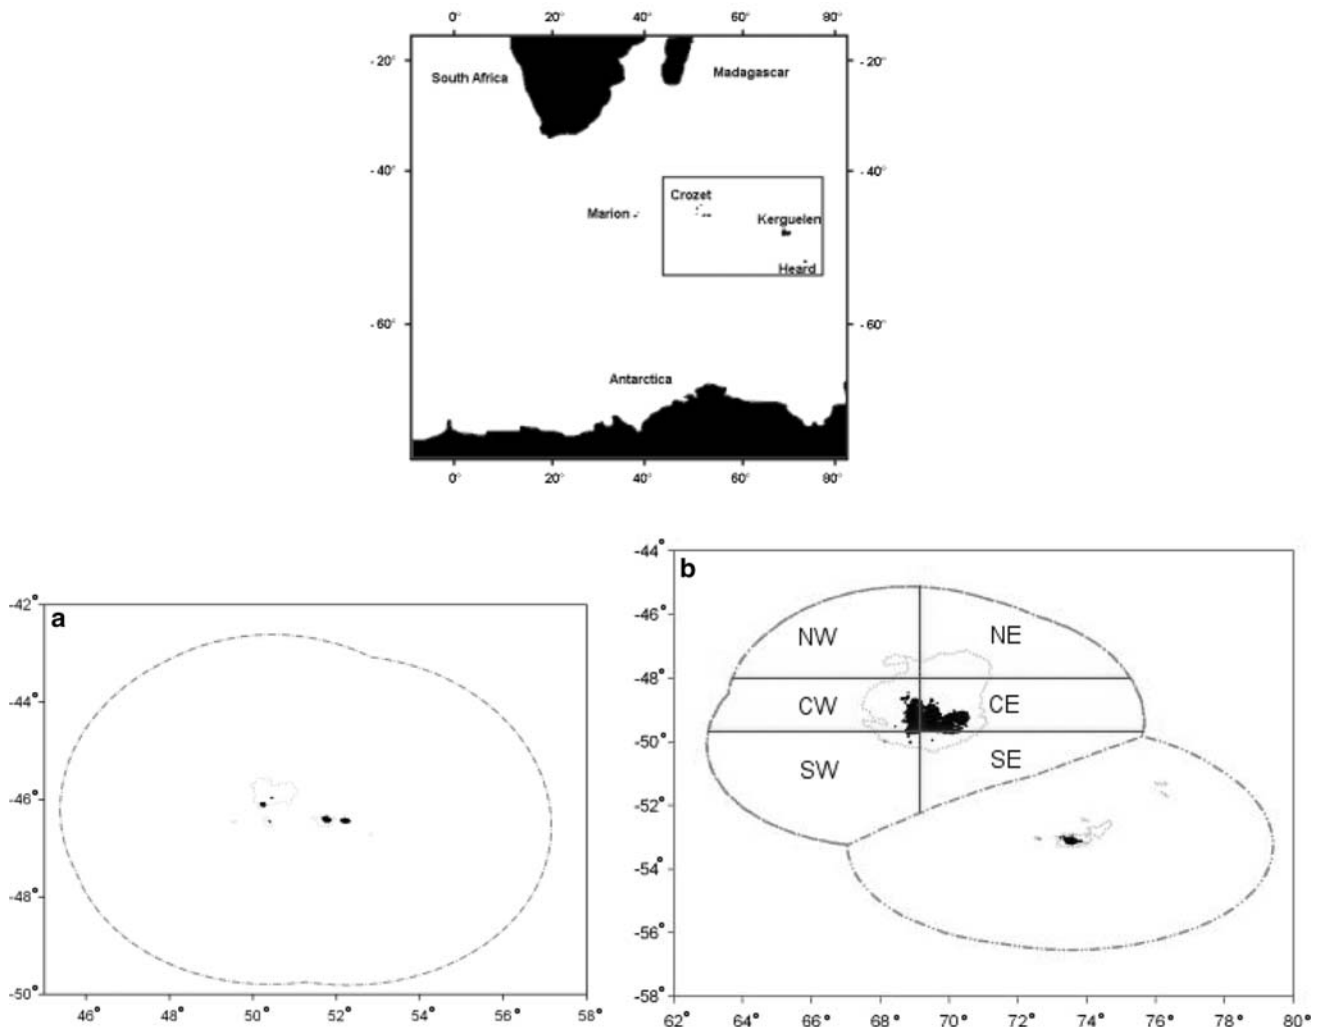 0° 20° 40° 60° 80°
-20° -20°
South Africa Madagascar
-40° -40°
Crozet
Marion
Kerguelen
Heard
-60° -60°
Antarctica
0° 20° 40° 60° 80°
a
-42°
-44°
-46°
-48°
-50°
46° 48° 50° 52° 54° 56° 58°
b
-44°
-46°
NW NE
-48°
CW CE
-50°
SW SE
-52°
-54°
-56°
-58°
62° 64° 66° 68° 70° 72° 74° 76° 78° 80°